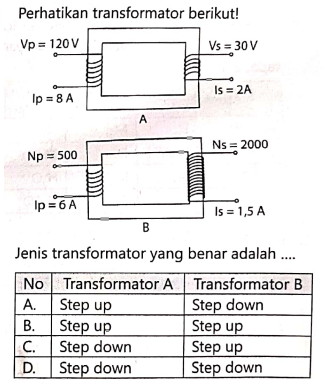 Perhatikan transformator berikut!
Vp = 120 V
Vs = 30 V
Ip = 8 A
Is = 2A
A
Np = 500
Ns = 2000
Ip = 6 A
Is = 1,5 A
B
Jenis transformator yang benar adalah ....
No Transformator A Transformator B
A. Step up Step down
B. Step up Step up
C. Step down Step up
D. Step down Step down